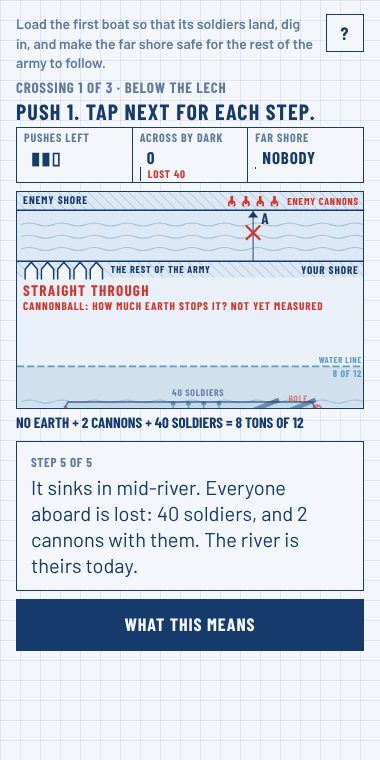 Load the first boat so that its soldiers land, dig
in, and make the far shore safe for the rest of the
army to follow.
?
CROSSING 1 OF 3 · BELOW THE LECH
PUSH 1. TAP NEXT FOR EACH STEP.
PUSHES LEFT
ACROSS BY DARK
0
LOST 40
FAR SHORE
NOBODY
ENEMY SHORE
ENEMY CANNONS
A
THE REST OF THE ARMY
YOUR SHORE
STRAIGHT THROUGH
CANNONBALL: HOW MUCH EARTH STOPS IT? NOT YET MEASURED
WATER LINE
8 OF 12
40 SOLDIERS
HOLE
NO EARTH + 2 CANNONS + 40 SOLDIERS = 8 TONS OF 12
STEP 5 OF 5
It sinks in mid-river. Everyone
aboard is lost: 40 soldiers, and 2
cannons with them. The river is
theirs today.
WHAT THIS MEANS